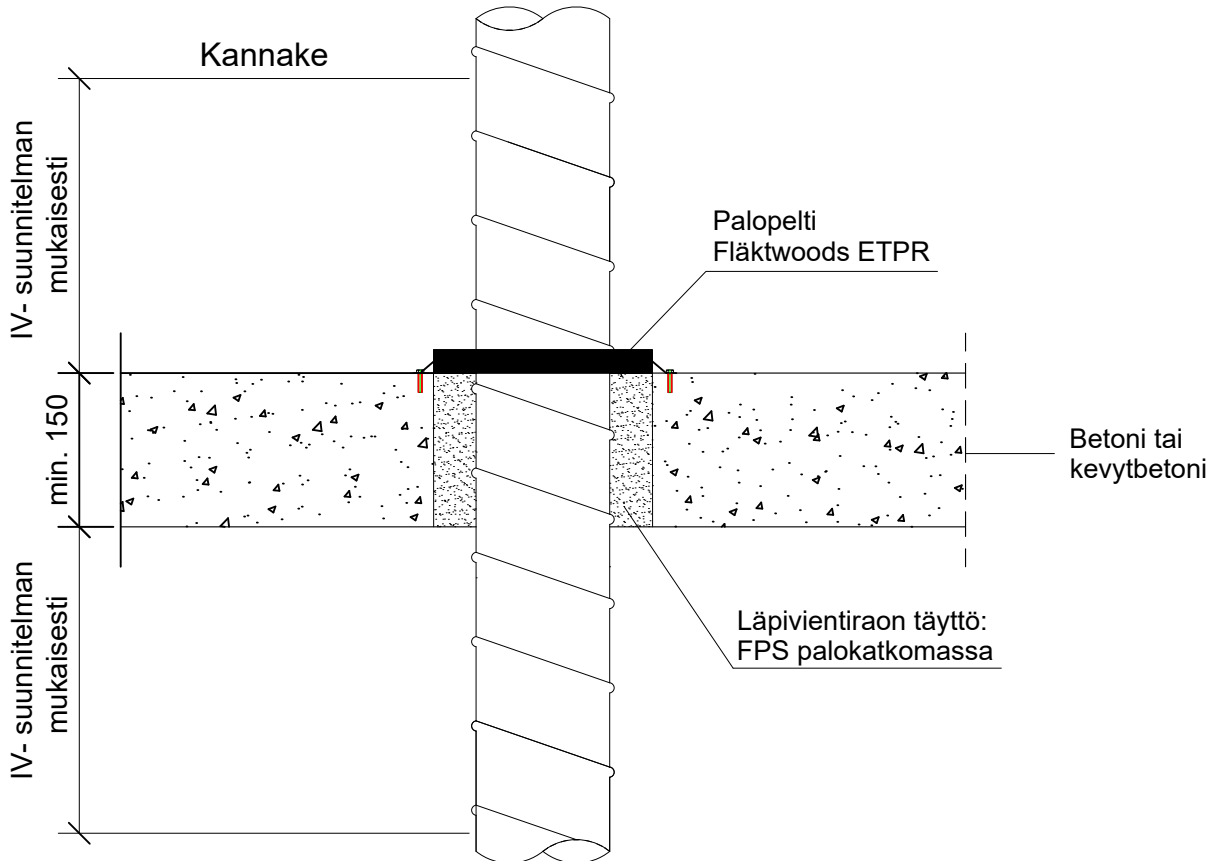 Kannake
IV- suunnitelman
mukaisesti
Palopelti
Fläktwoods ETPR
min. 150
Betoni tai
kevytbetoni
Läpivientiraon täyttö:
FPS palokatkomassa
IV- suunnitelman
mukaisesti